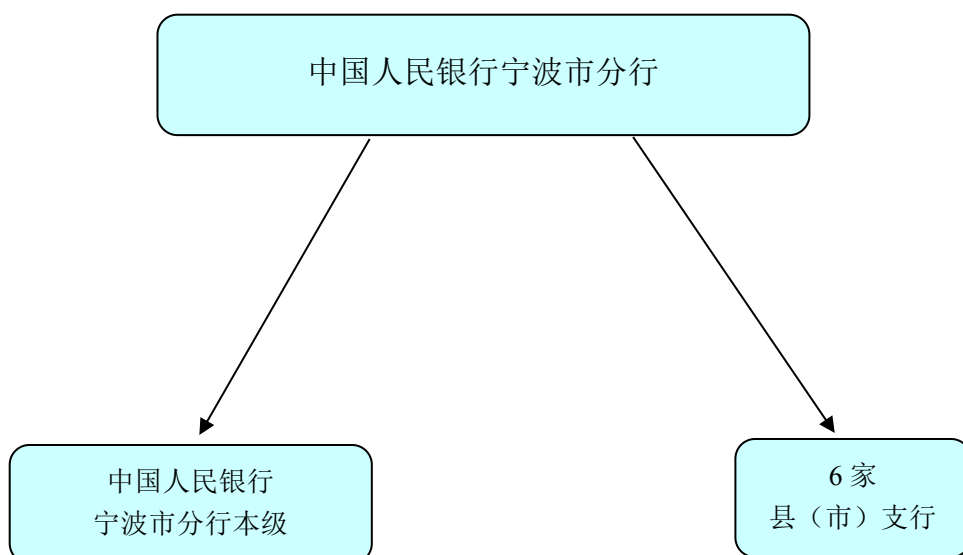 中国人民银行宁波市分行
中国人民银行
宁波市分行本级
6 家
县（市）支行